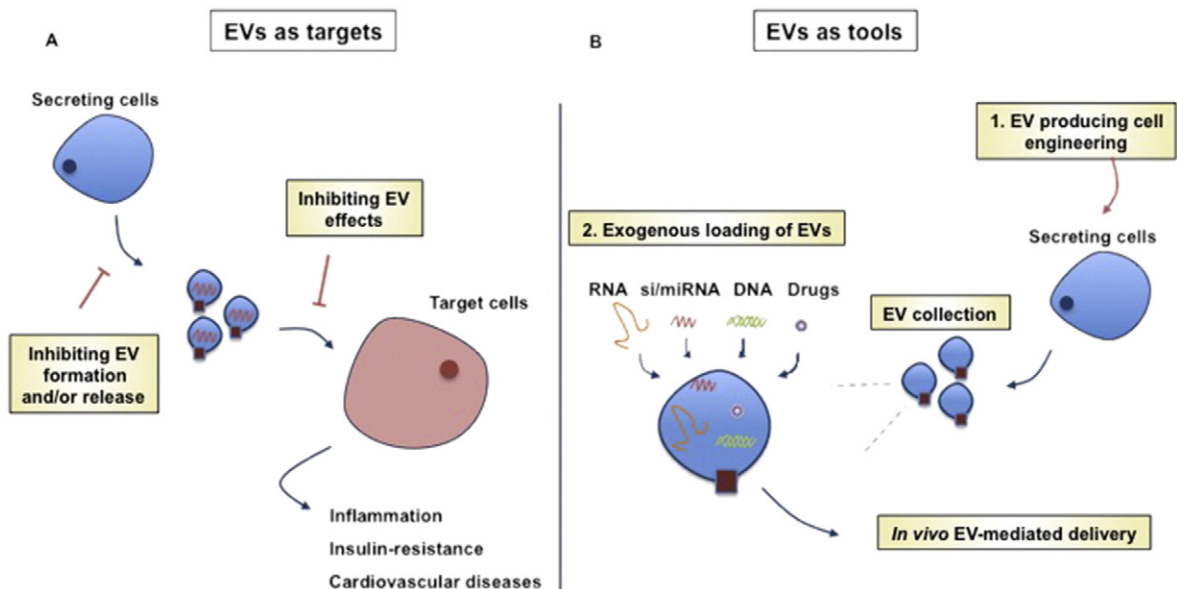 A
EVs as targets
Secreting cells
Inhibiting EV
effects
Target cells
Inhibiting EV
formation
and/or release
Inflammation
Insulin-resistance
Cardiovascular diseases
B
EVs as tools
1. EV producing cell
engineering
2. Exogenous loading of EVs
Secreting cells
RNA si/miRNA DNA Drugs
EV collection
In vivo EV-mediated delivery